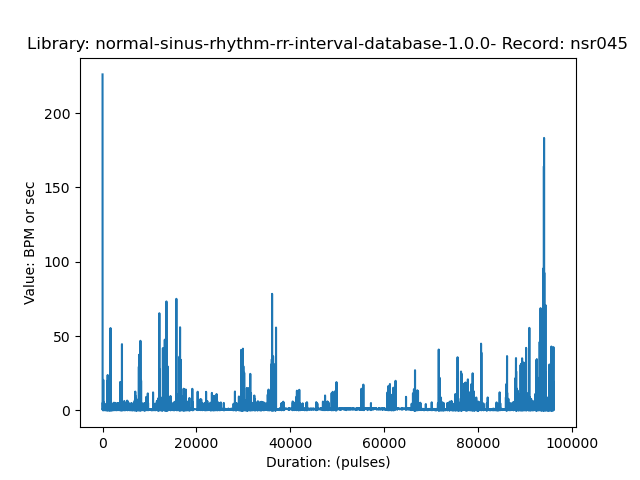 Library: normal-sinus-rhythm-rr-interval-database-1.0.0- Record: nsr045
200
150
100
50
0
Value: BPM or sec
0 20000 40000 60000 80000 100000
Duration: (pulses)